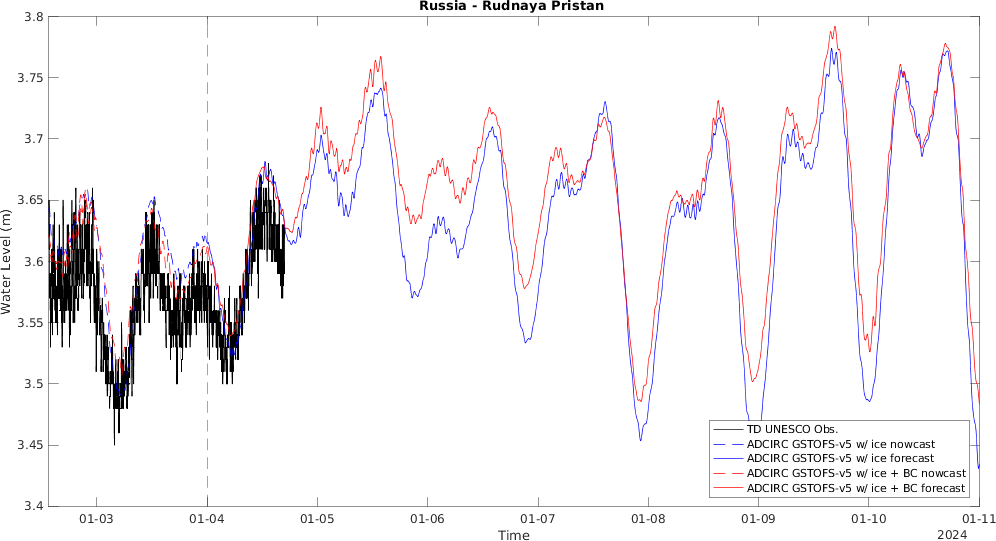 Russia - Rudnaya Pristan
3.8
3.75
3.7
3.65
3.6
3.55
3.5
3.45
3.4
Water Level (m)
TD UNESCO Obs.
ADCIRC GSTOFS-v5 w/ ice nowcast
ADCIRC GSTOFS-v5 w/ ice forecast
ADCIRC GSTOFS-v5 w/ ice + BC nowcast
ADCIRC GSTOFS-v5 w/ ice + BC forecast
01-03 01-04 01-05 01-06 01-07 01-08 01-09 01-10 01-11
Time
2024